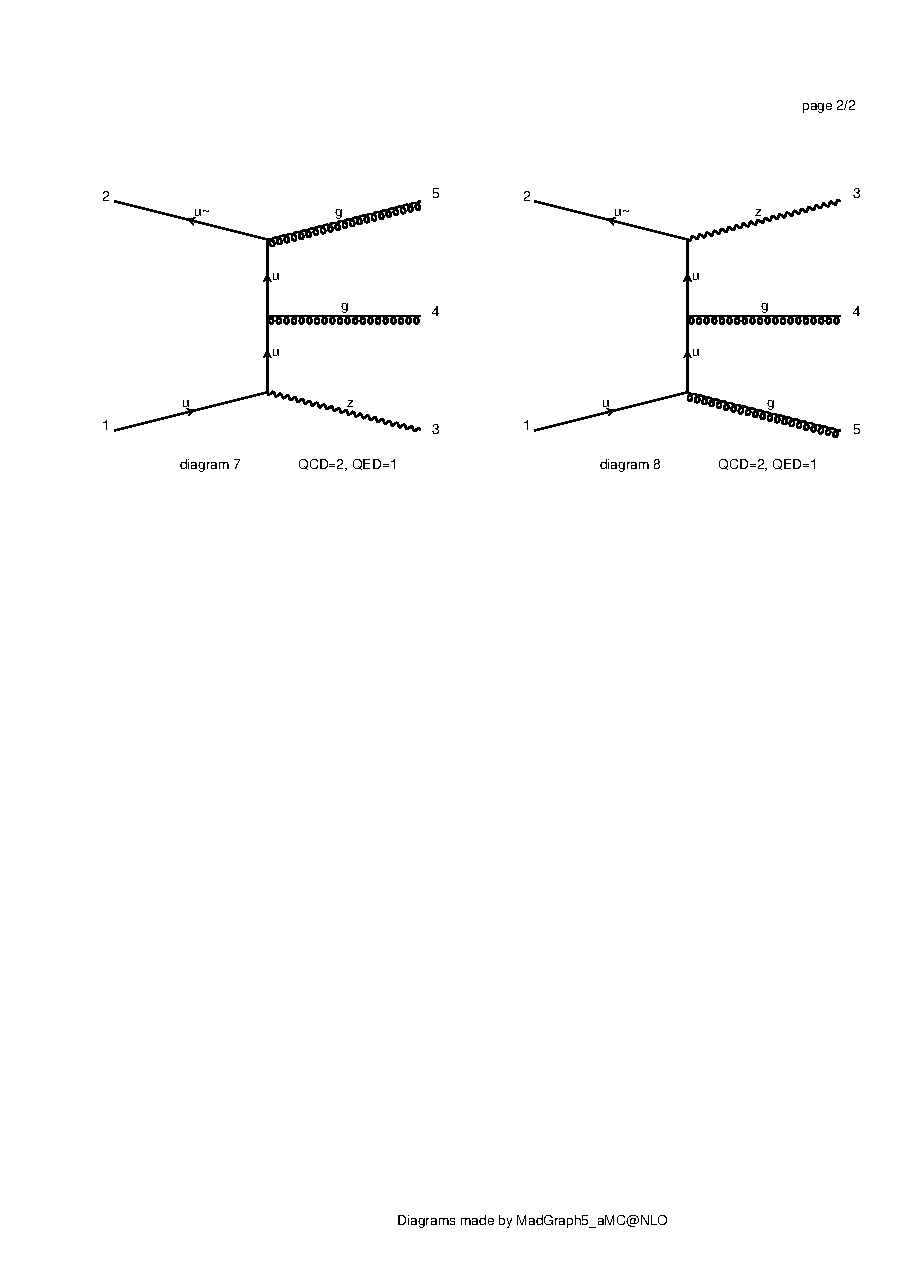 page 2/2
2 u~ g 5
u
g 4
u
u z
1 3
diagram 7 QCD=2, QED=1
2 u~ z 3
u
g 4
u
u g
1 5
diagram 8 QCD=2, QED=1
Diagrams made by MadGraph5_aMC@NLO